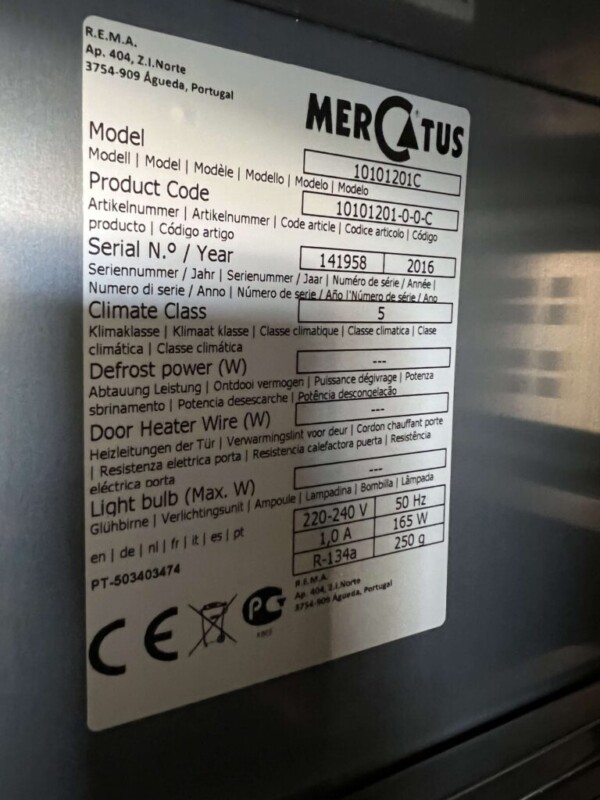 R.E.M.A.
Ap. 404, Z.I.Norte
3754-909 Águeda, Portugal
MERCATUS
Model
10101201C
Modell | Model | Modèle | Modello | Modelo | Modelo
Product Code
10101201-0-0-C
Artikelnummer | Artikelnummer | Code article | Codice articolo | Código
producto | Código artigo
Serial N.º / Year
141958 2016
Seriennummer / Jahr | Serienummer / Jaar | Numéro de série / Année |
Numero di serie / Anno | Número de serie / Año l'Número de série / Ano
Climate Class
5
Klimaklasse | Klimaat klasse | Classe climatique | Classe climatica | Clase
climática | Classe climática
Defrost power (W)
---
Abtauung Leistung | Ontdooi vermogen | Puissance dégivrage | Potenza
sbrinamento | Potencia desescarche | Potência descongelação
Door Heater Wire (W)
---
Heizleitungen der Tür | Verwarmingslint voor deur | Cordon chauffant porte
| Resistenza elettrica porta | Resistencia calefactora puerta | Resistência
eléctrica porta
Light bulb (Max. W)
---
Glühbirne | Verlichtingsunit | Ampoule | Lampadina | Bombilla | Lâmpada
220-240 V 50 Hz
1,0 A 165 W
R-134a 250 g
en | de | nl | fr | it | es | pt
PT-503403474
R.E.M.A.
Ap. 404, Z.I.Norte
3754-909 Águeda, Portugal
CE